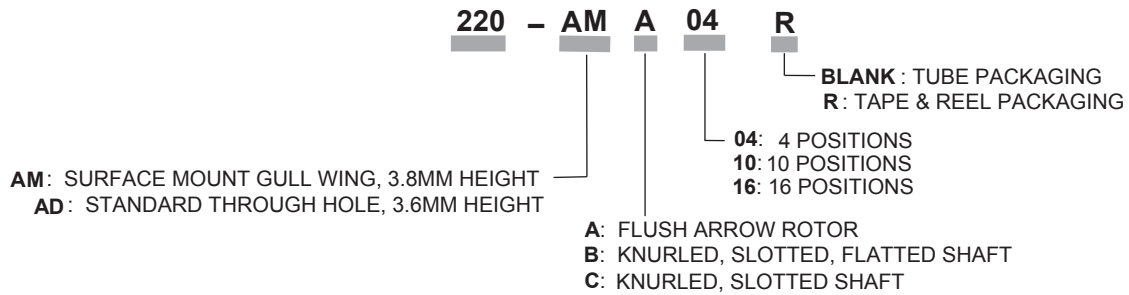 220 – AM A 04 R
BLANK : TUBE PACKAGING
R : TAPE & REEL PACKAGING
04: 4 POSITIONS
10: 10 POSITIONS
16: 16 POSITIONS
AM: SURFACE MOUNT GULL WING, 3.8MM HEIGHT
AD: STANDARD THROUGH HOLE, 3.6MM HEIGHT
A: FLUSH ARROW ROTOR
B: KNURLED, SLOTTED, FLATTED SHAFT
C: KNURLED, SLOTTED SHAFT